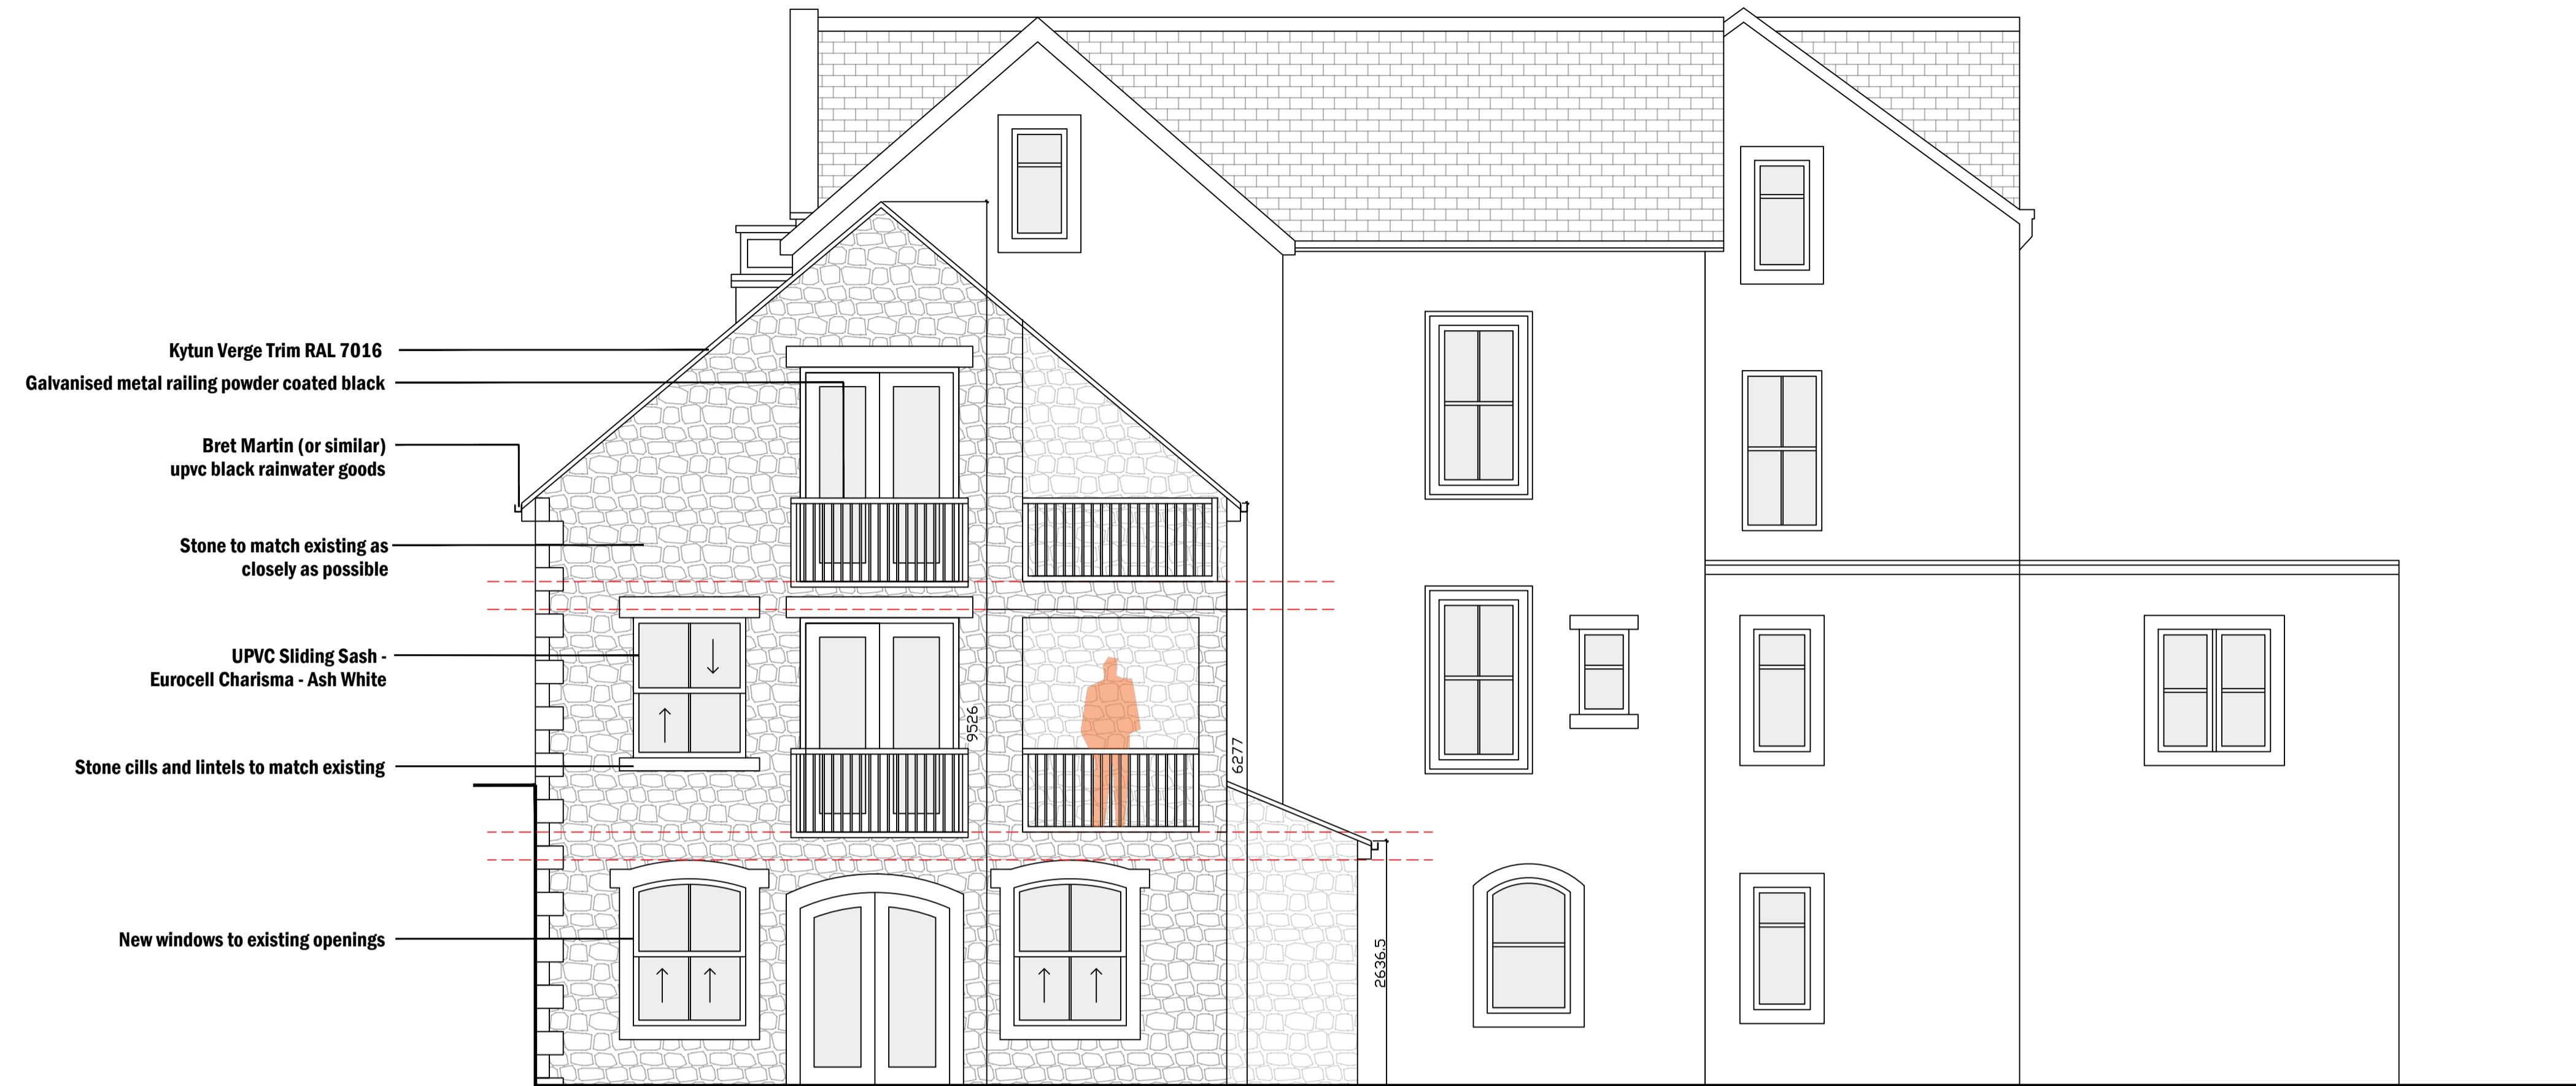 Kytun Verge Trim RAL 7016
Galvanised metal railing powder coated black
Bret Martin (or similar)
upvc black rainwater goods
Stone to match existing as
closely as possible
UPVC Sliding Sash -
Eurocell Charisma - Ash White
Stone cills and lintels to match existing
New windows to existing openings
9526
6277
2636.5